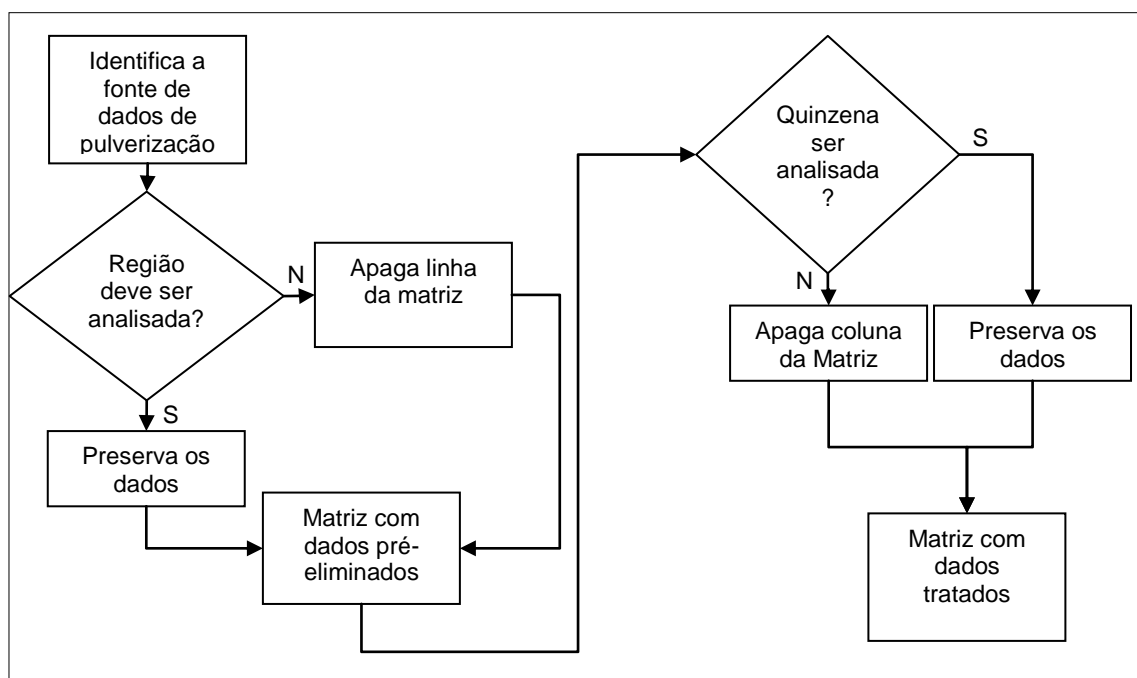 Identifica a
fonte de
dados de
pulverização
Região
deve ser
analisada?
N
Apaga linha
da matriz
S
Preserva os
dados
Matriz com
dados pré-
eliminados
Quinzena
ser
analisada
?
S
N
Apaga coluna
da Matriz
Preserva os
dados
Matriz com
dados
tratados